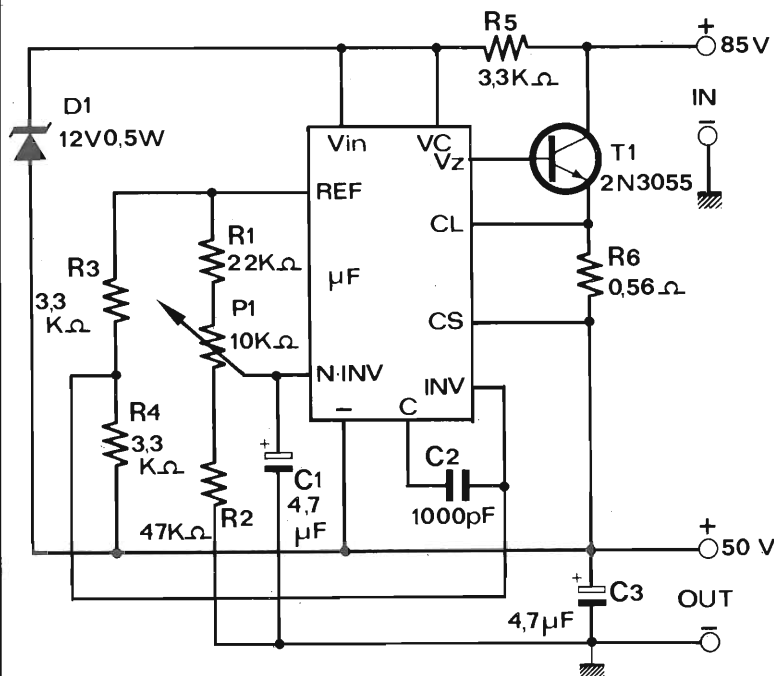 R5
3,3KΩ
+
85V
IN
−
D1
12V0,5W
Vin
VC
Vz
T1
2N3055
REF
CL
R1
22KΩ
R3
3,3
KΩ
µF
R6
0,56Ω
P1
10KΩ
CS
N·INV
INV
−
C
R4
3,3
KΩ
+
C1
4,7
µF
C2
1000pF
R2
47KΩ
+
50 V
+
C3
4,7µF
OUT
−